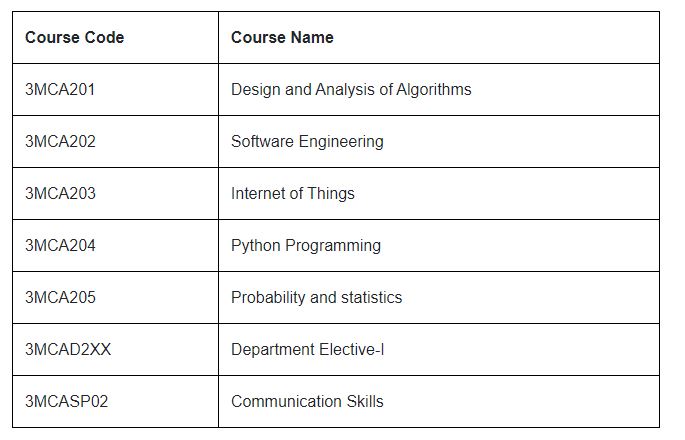 Course Code Course Name
3MCA201 Design and Analysis of Algorithms
3MCA202 Software Engineering
3MCA203 Internet of Things
3MCA204 Python Programming
3MCA205 Probability and statistics
3MCAD2XX Department Elective-I
3MCASP02 Communication Skills